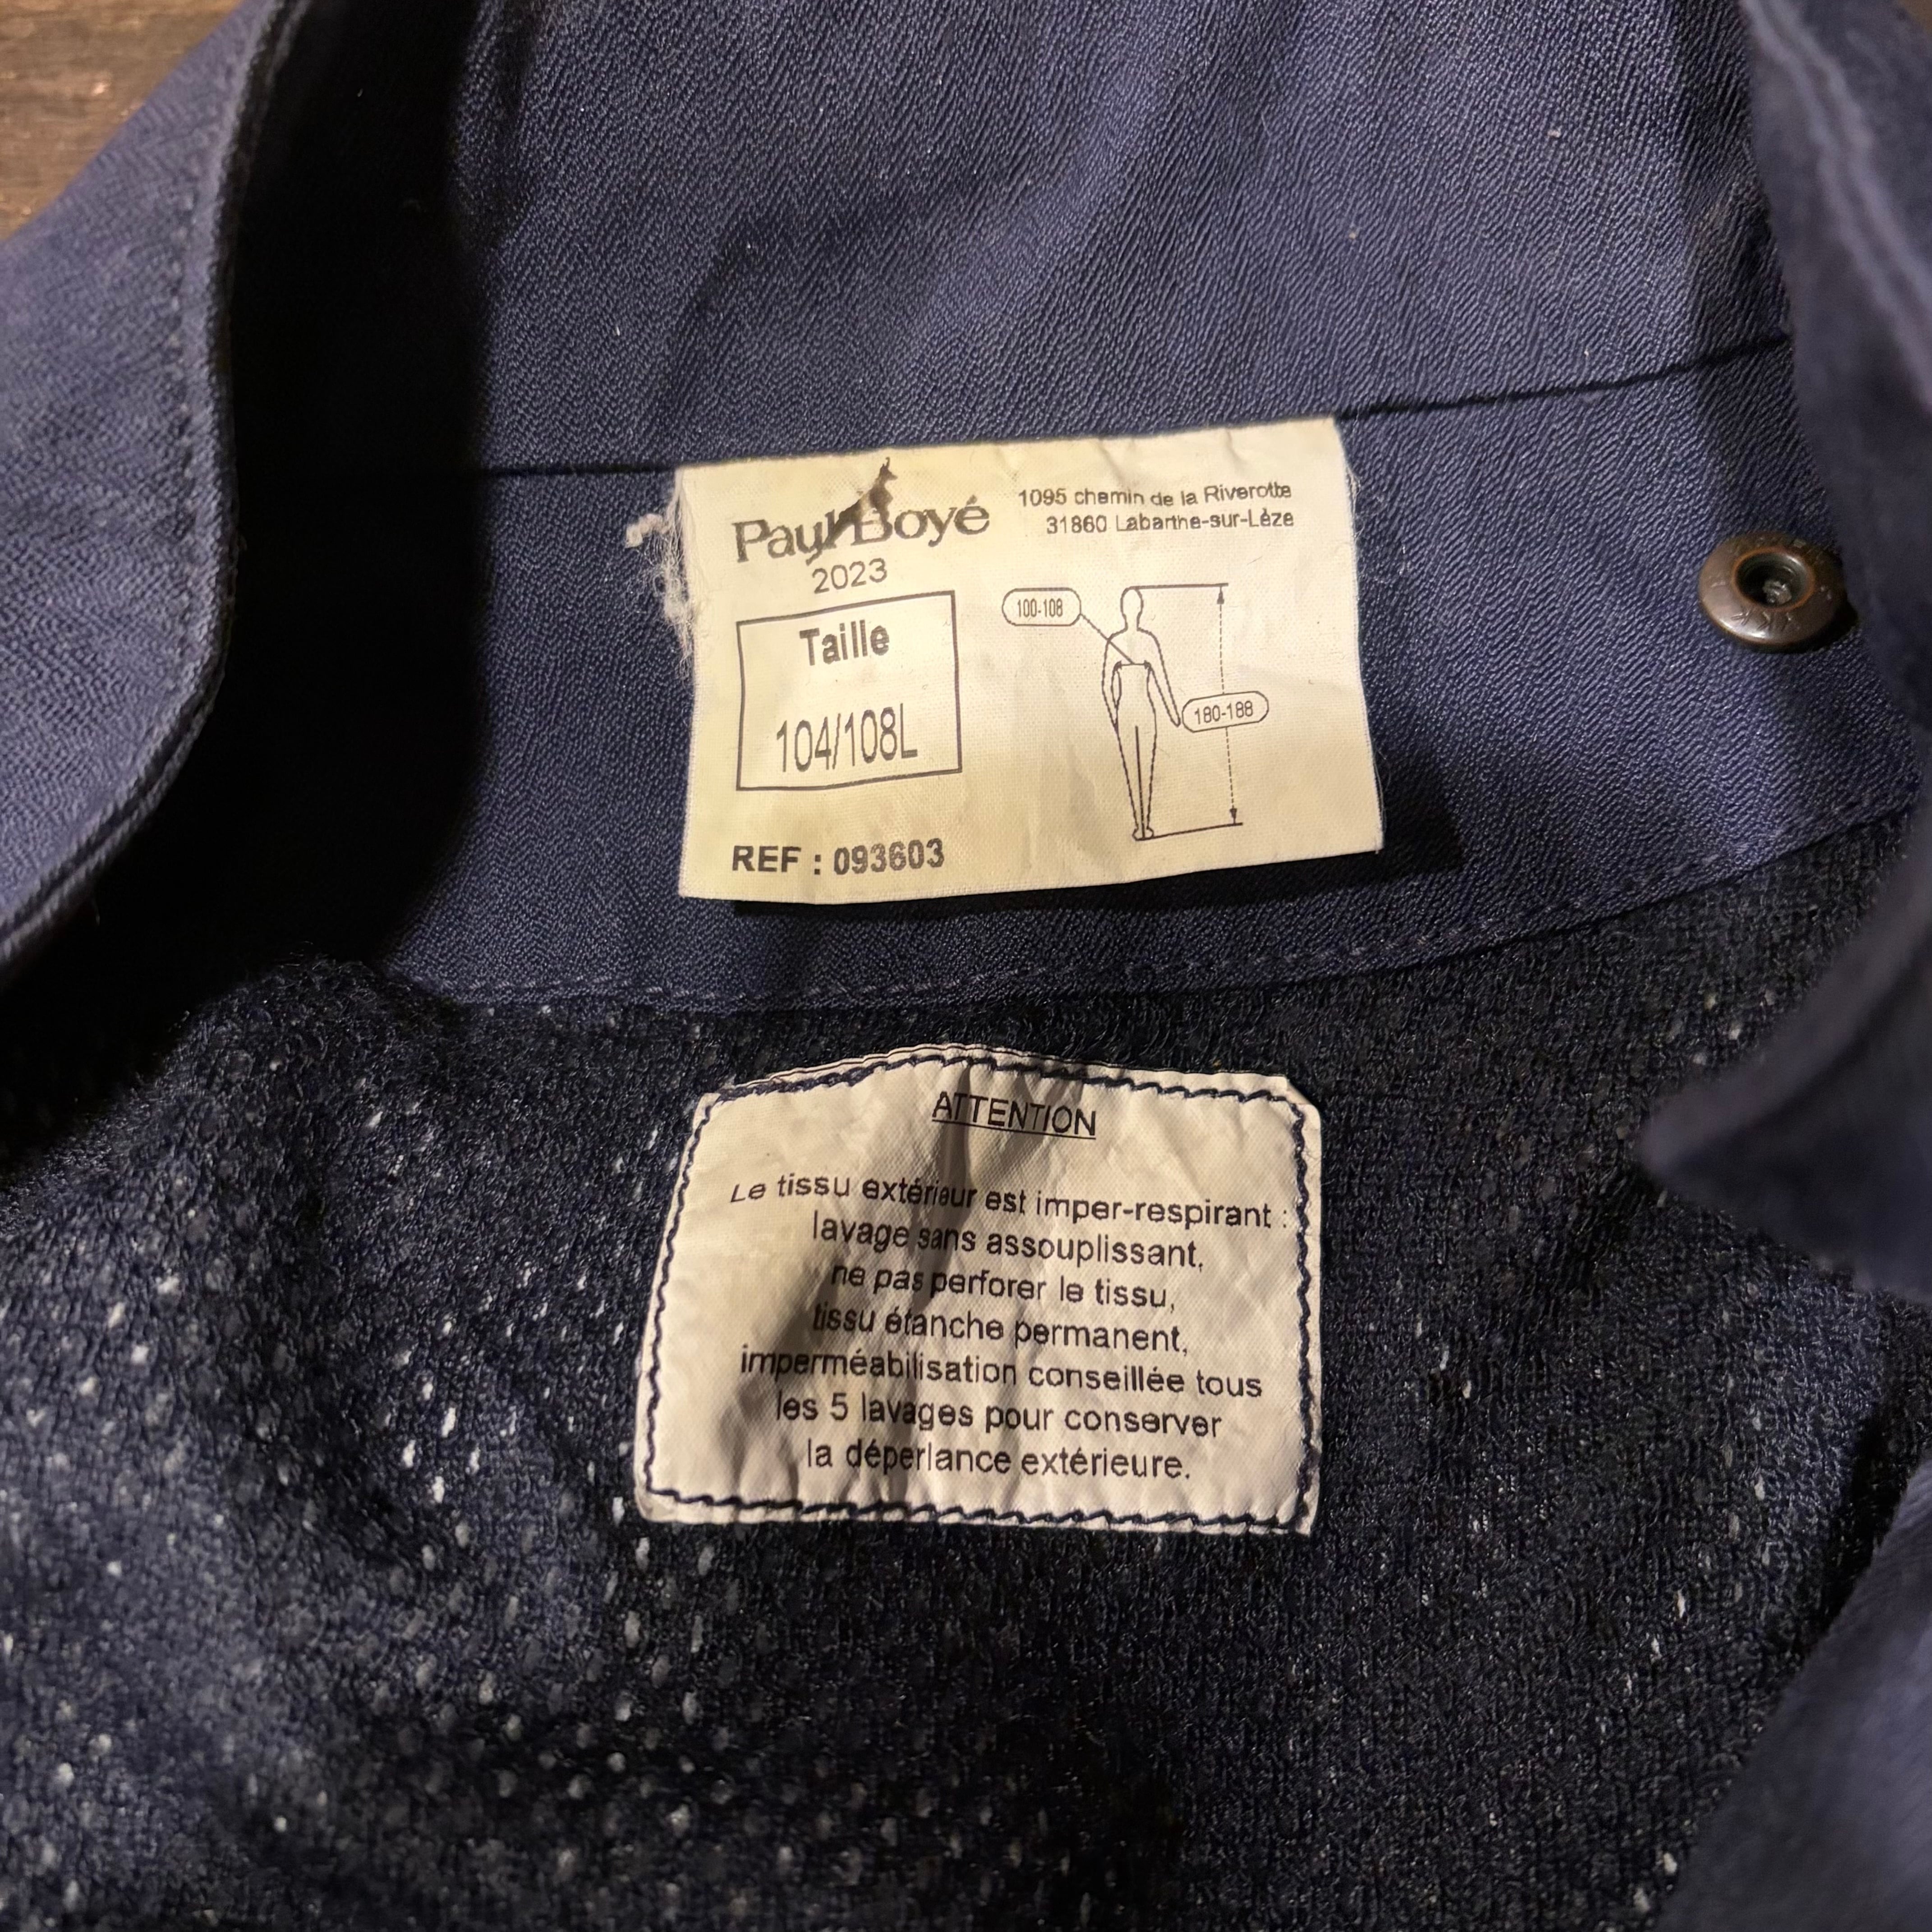 Paul Boyé
1095 chemin de la Riverotte
31860 Labarthe-sur-Lèze
2023
Taille
104/108L
100-108
180-188
REF : 093603
ATTENTION
Le tissu extérieur est imper-respirant :
lavage sans assouplissant,
ne pas perforer le tissu,
tissu étanche permanent,
imperméabilisation conseillée tous
les 5 lavages pour conserver
la déperlance extérieure.